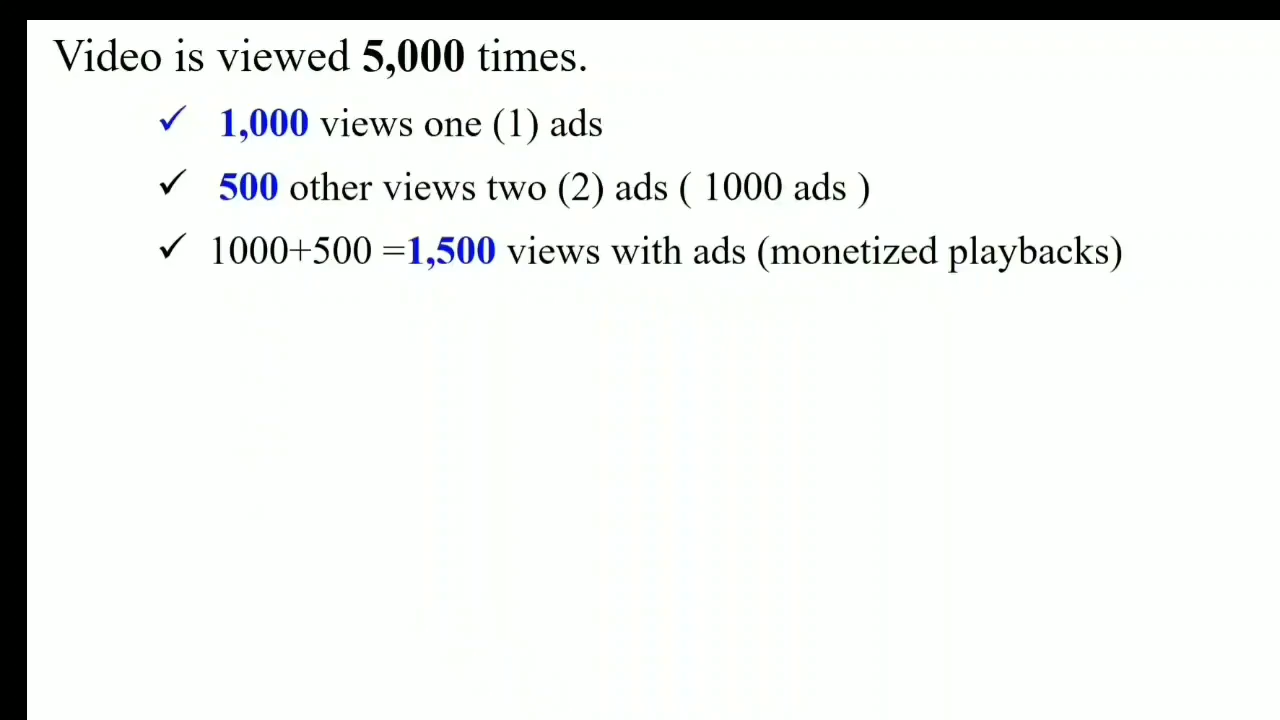 Video is viewed 5,000 times.
✓ 1,000 views one (1) ads
✓ 500 other views two (2) ads ( 1000 ads )
✓ 1000+500 =1,500 views with ads (monetized playbacks)